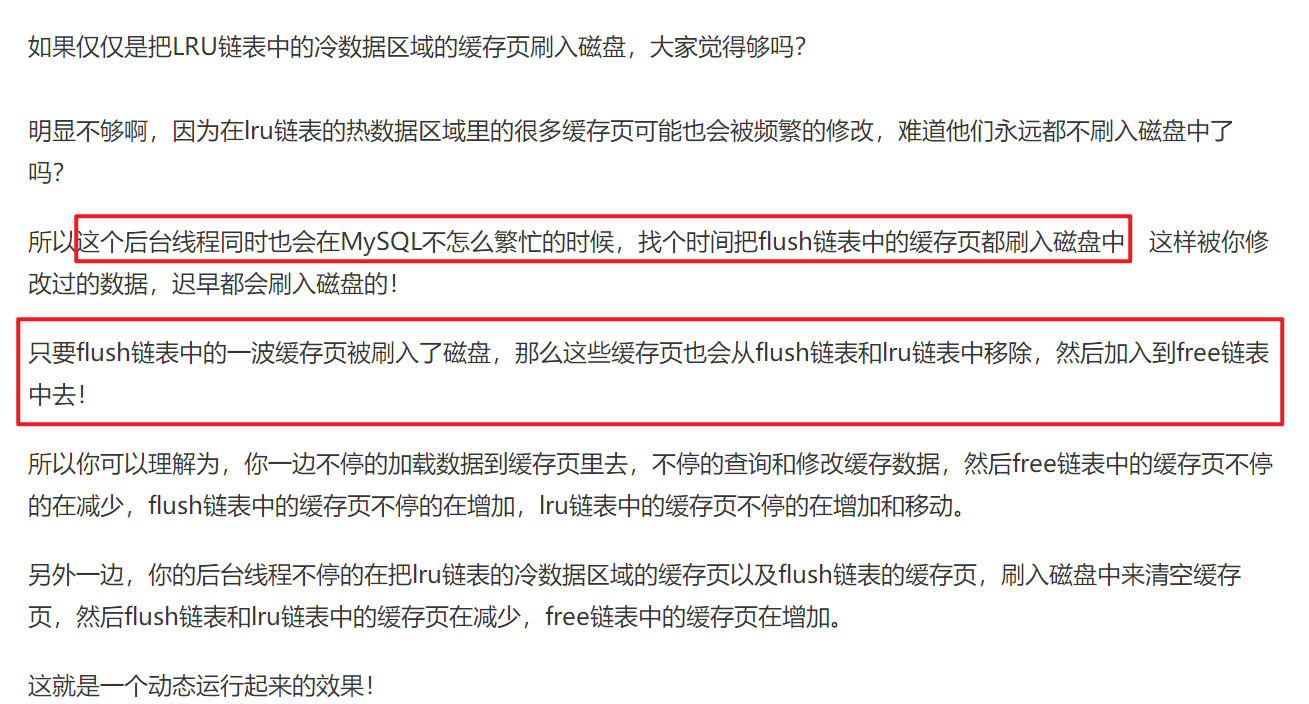 如果仅仅是把LRU链表中的冷数据区域的缓存页刷入磁盘，大家觉得够吗？
明显不够啊，因为在lru链表的热数据区域里的很多缓存页可能也会被频繁的修改，难道他们永远都不刷入磁盘中了
吗？
所以这个后台线程同时也会在MySQL不怎么繁忙的时候，找个时间把flush链表中的缓存页都刷入磁盘中 这样被你修
改过的数据，迟早都会刷入磁盘的！
只要flush链表中的一波缓存页被刷入了磁盘，那么这些缓存页也会从flush链表和lru链表中移除，然后加入到free链表
中去！
所以你可以理解为，你一边不停的加载数据到缓存页里去，不停的查询和修改缓存数据，然后free链表中的缓存页不停
的在减少，flush链表中的缓存页不停的在增加，lru链表中的缓存页不停的在增加和移动。
另外一边，你的后台线程不停的在把lru链表的冷数据区域的缓存页以及flush链表的缓存页，刷入磁盘中来清空缓存
页，然后flush链表和lru链表中的缓存页在减少，free链表中的缓存页在增加。
这就是一个动态运行起来的效果！